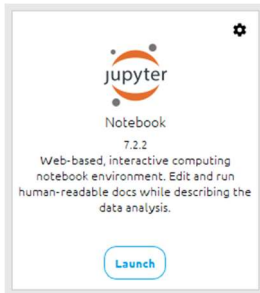 jupyter
Notebook
7.2.2
Web-based, interactive computing
notebook environment. Edit and run
human-readable docs while describing the
data analysis.
Launch